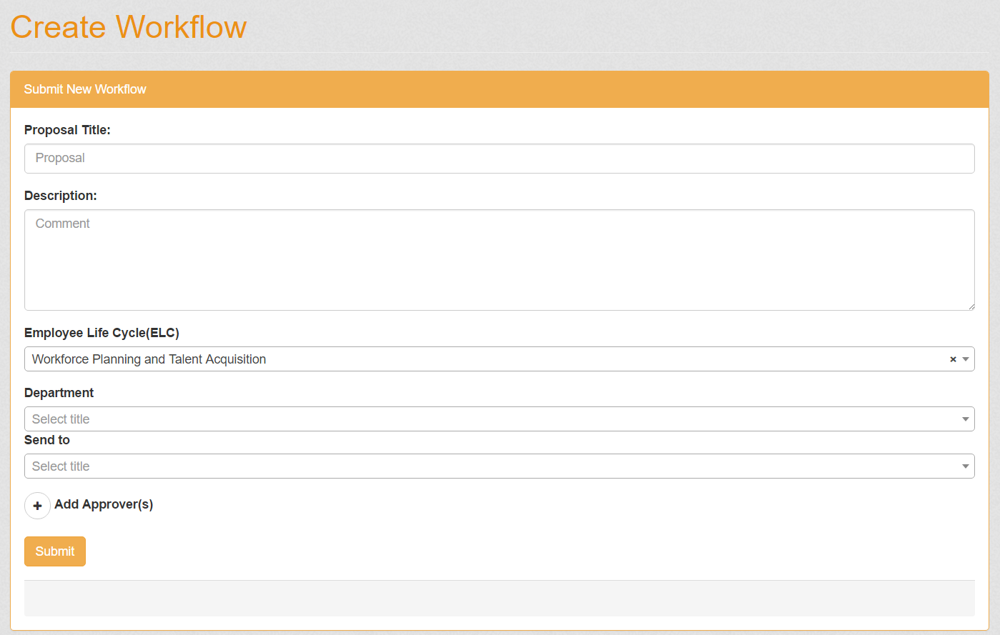 Create Workflow
Submit New Workflow
Proposal Title:
Proposal
Description:
Comment
Employee Life Cycle(ELC)
Workforce Planning and Talent Acquisition ×
Department
Select title
Send to
Select title
+ Add Approver(s)
Submit